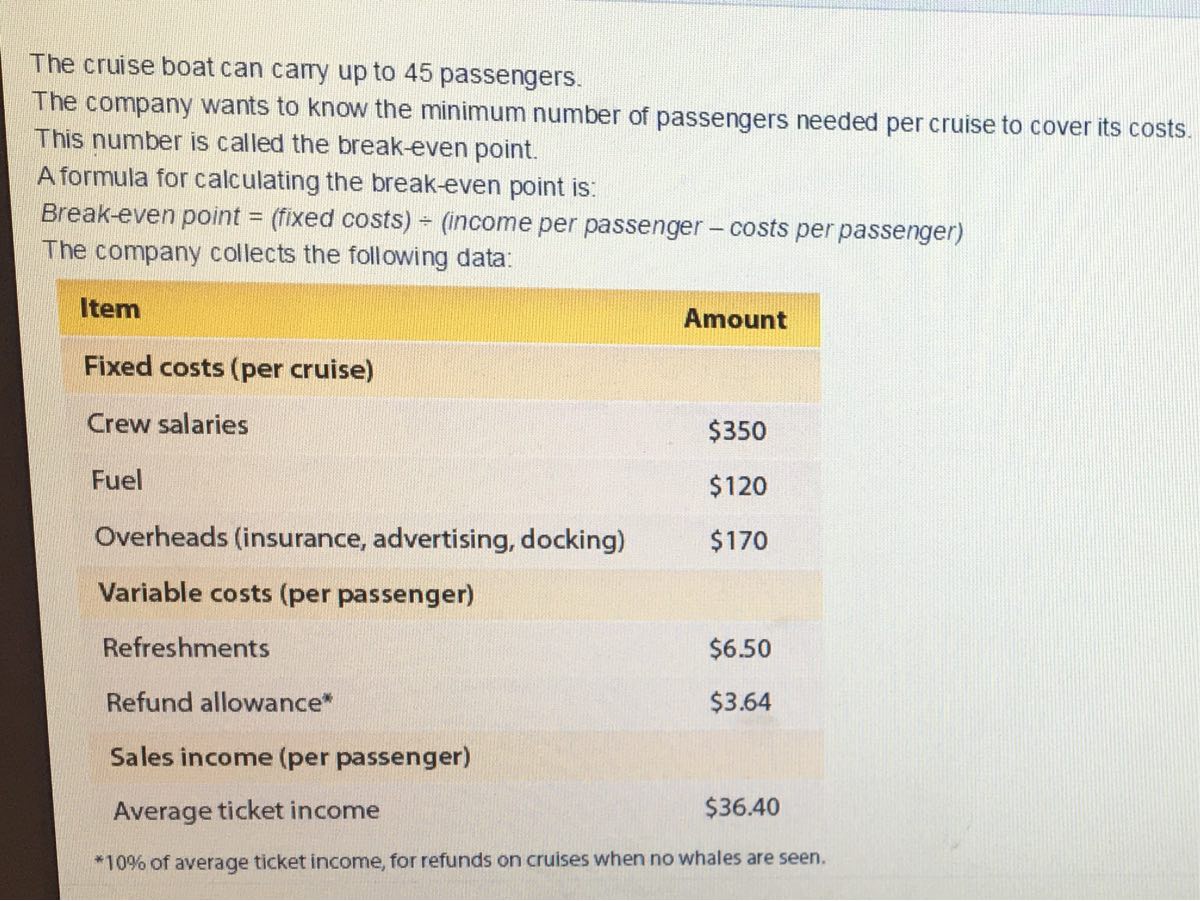 The cruise boat can carry up to 45 passengers.
The company wants to know the minimum number of passengers needed per cruise to cover its costs.
This number is called the break-even point.
A formula for calculating the break-even point is:
Break-even point = (fixed costs) ÷ (income per passenger – costs per passenger)
The company collects the following data:
Item Amount
Fixed costs (per cruise)
Crew salaries $350
Fuel $120
Overheads (insurance, advertising, docking) $170
Variable costs (per passenger)
Refreshments $6.50
Refund allowance* $3.64
Sales income (per passenger)
Average ticket income $36.40
*10% of average ticket income, for refunds on cruises when no whales are seen.